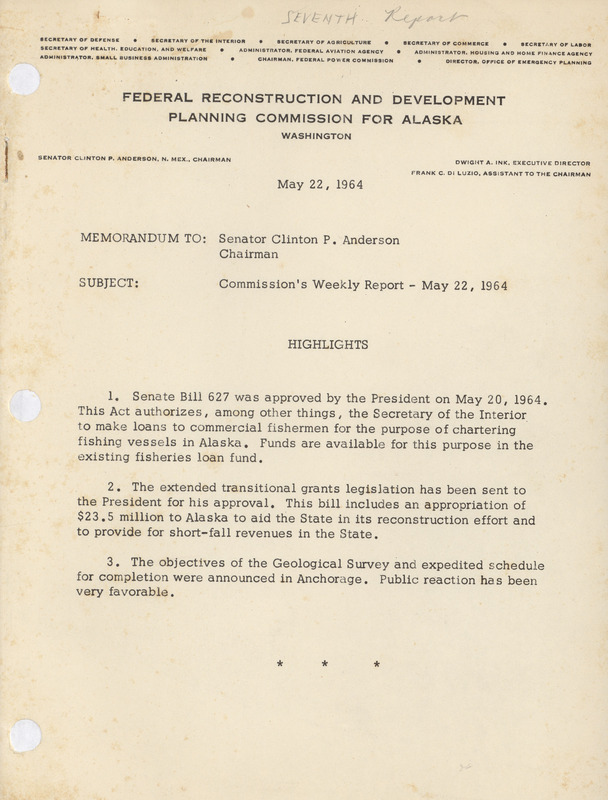 SEVENTH Report
SECRETARY OF DEFENSE • SECRETARY OF THE INTERIOR • SECRETARY OF AGRICULTURE • SECRETARY OF COMMERCE • SECRETARY OF LABOR
SECRETARY OF HEALTH, EDUCATION, AND WELFARE • ADMINISTRATOR, FEDERAL AVIATION AGENCY • ADMINISTRATOR, HOUSING AND HOME FINANCE AGENCY
ADMINISTRATOR, SMALL BUSINESS ADMINISTRATION • CHAIRMAN, FEDERAL POWER COMMISSION • DIRECTOR, OFFICE OF EMERGENCY PLANNING
FEDERAL RECONSTRUCTION AND DEVELOPMENT
PLANNING COMMISSION FOR ALASKA
WASHINGTON
SENATOR CLINTON P. ANDERSON, N. MEX., CHAIRMAN
DWIGHT A. INK, EXECUTIVE DIRECTOR
FRANK C. DI LUZIO, ASSISTANT TO THE CHAIRMAN
May 22, 1964
MEMORANDUM TO: Senator Clinton P. Anderson
Chairman
SUBJECT: Commission's Weekly Report - May 22, 1964
HIGHLIGHTS
1. Senate Bill 627 was approved by the President on May 20, 1964.
This Act authorizes, among other things, the Secretary of the Interior
to make loans to commercial fishermen for the purpose of chartering
fishing vessels in Alaska. Funds are available for this purpose in the
existing fisheries loan fund.
2. The extended transitional grants legislation has been sent to
the President for his approval. This bill includes an appropriation of
$23.5 million to Alaska to aid the State in its reconstruction effort and
to provide for short-fall revenues in the State.
3. The objectives of the Geological Survey and expedited schedule
for completion were announced in Anchorage. Public reaction has been
very favorable.
* * *